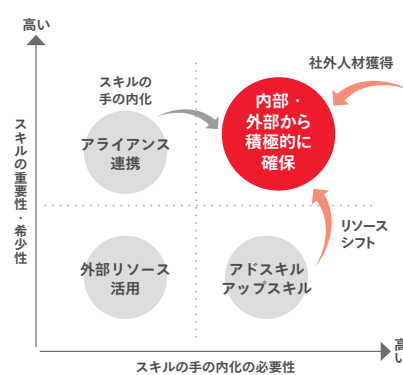 高い
社外人材獲得
スキルの
手の内化
内部・
外部から
積極的に
確保
アライアンス
連携
スキルの重要性・希少性
リソース
シフト
外部リソース
活用
アドスキル
アップスキル
高い
スキルの手の内化の必要性